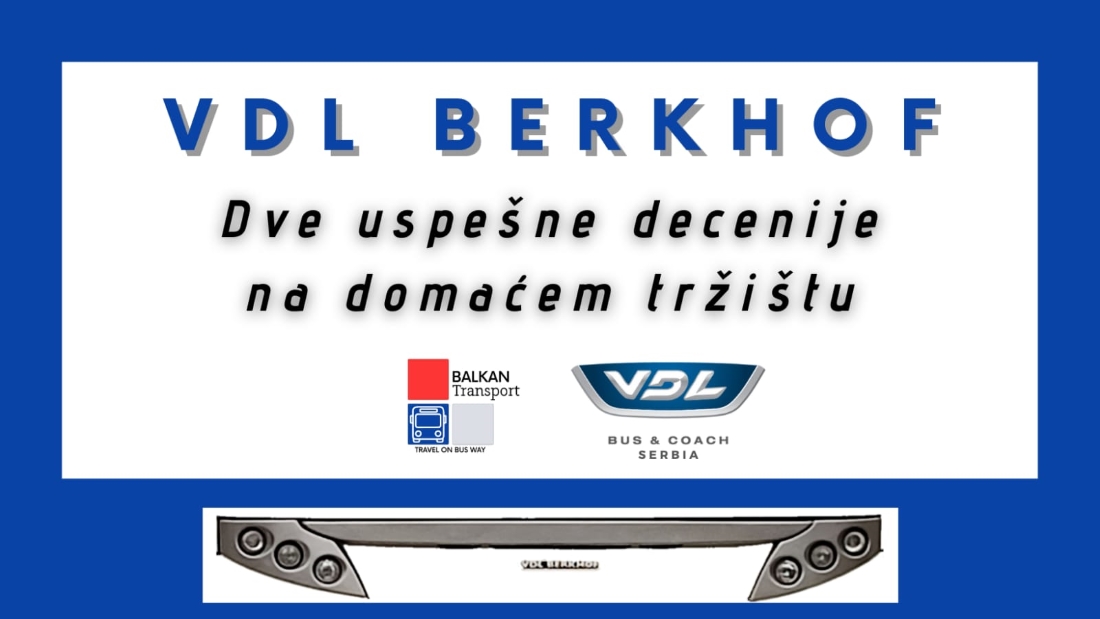 VDL BERKHOF
Dve uspešne decenije
na domaćem tržištu
BALKAN
Transport
TRAVEL ON BUS WAY
VDL
BUS & COACH
SERBIA
VDL BERKHOF